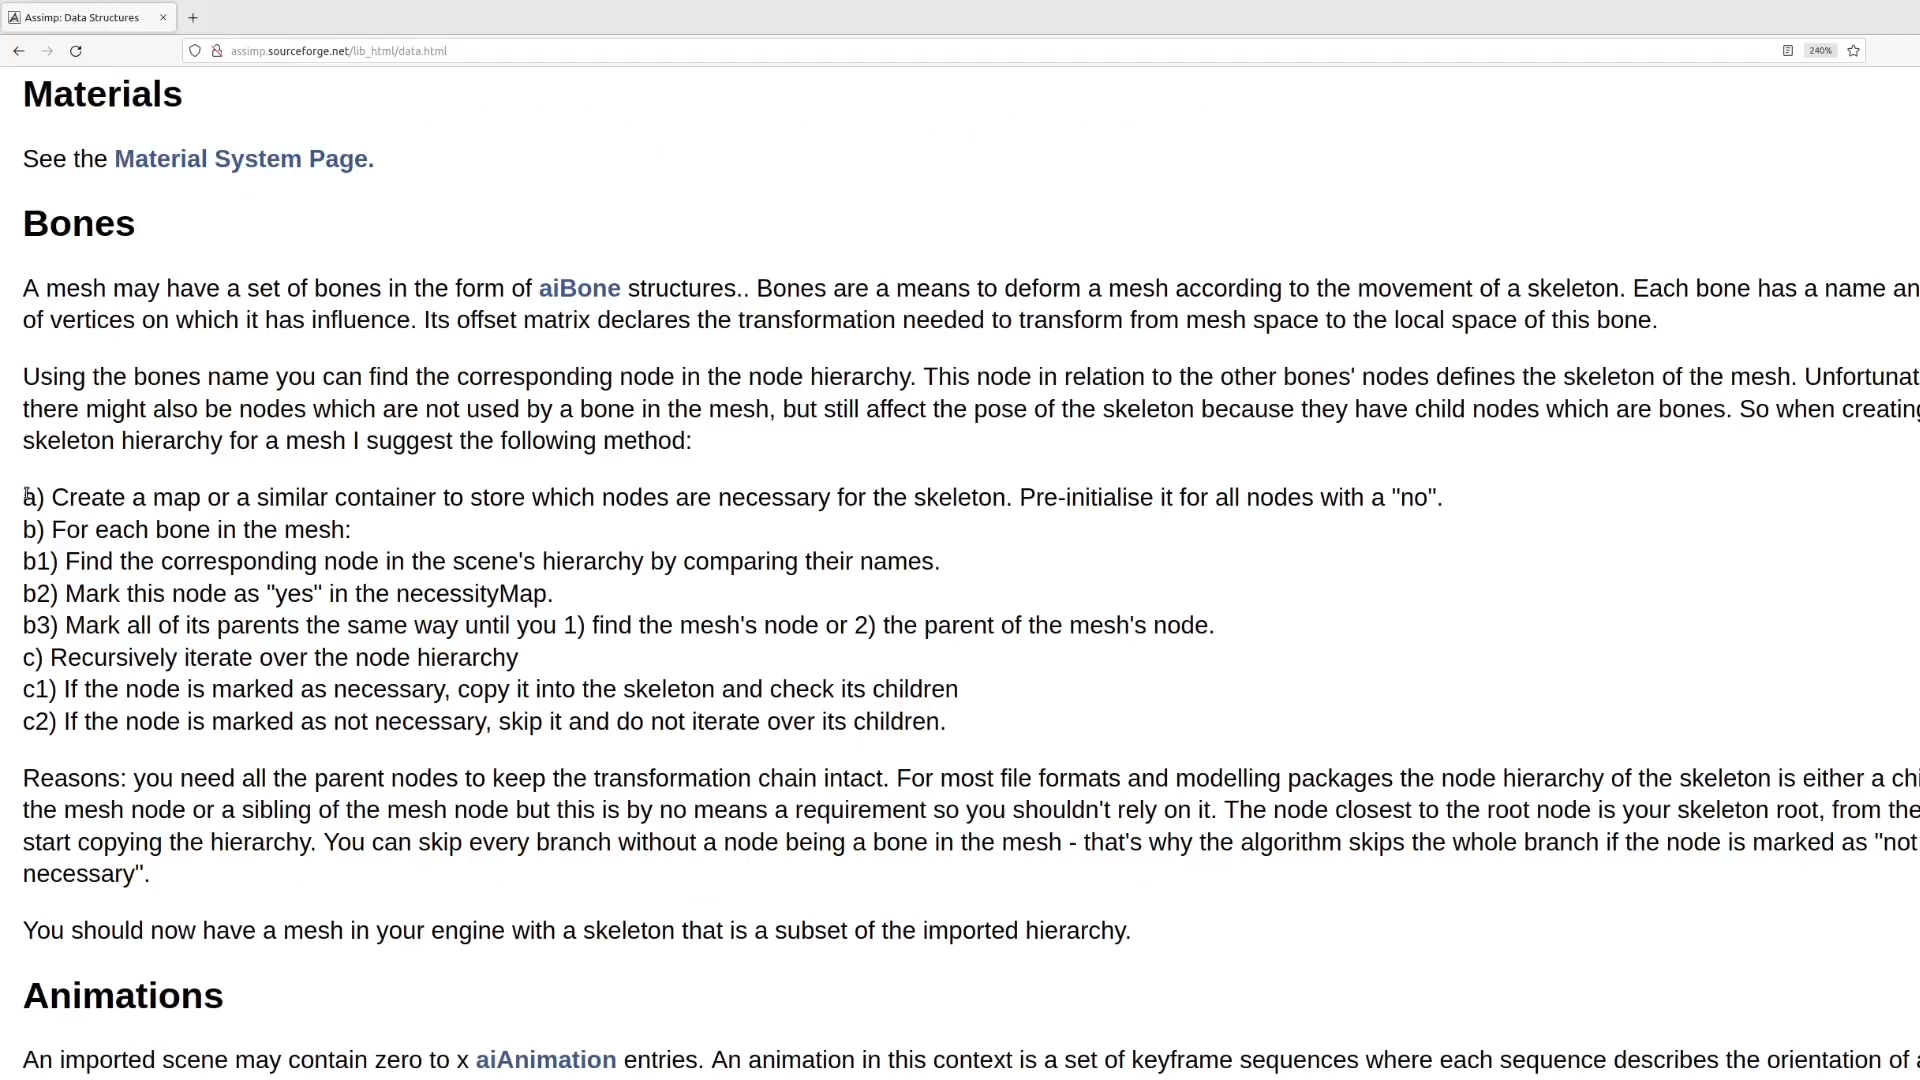 Assimp: Data Structures
assimp.sourceforge.net/lib_html/data.html
240%
Materials
See the Material System Page.
Bones
A mesh may have a set of bones in the form of aiBone structures.. Bones are a means to deform a mesh according to the movement of a skeleton. Each bone has a name an
of vertices on which it has influence. Its offset matrix declares the transformation needed to transform from mesh space to the local space of this bone.
Using the bones name you can find the corresponding node in the node hierarchy. This node in relation to the other bones' nodes defines the skeleton of the mesh. Unfortunat
there might also be nodes which are not used by a bone in the mesh, but still affect the pose of the skeleton because they have child nodes which are bones. So when creating
skeleton hierarchy for a mesh I suggest the following method:
a) Create a map or a similar container to store which nodes are necessary for the skeleton. Pre-initialise it for all nodes with a "no".
b) For each bone in the mesh:
b1) Find the corresponding node in the scene's hierarchy by comparing their names.
b2) Mark this node as "yes" in the necessityMap.
b3) Mark all of its parents the same way until you 1) find the mesh's node or 2) the parent of the mesh's node.
c) Recursively iterate over the node hierarchy
c1) If the node is marked as necessary, copy it into the skeleton and check its children
c2) If the node is marked as not necessary, skip it and do not iterate over its children.
Reasons: you need all the parent nodes to keep the transformation chain intact. For most file formats and modelling packages the node hierarchy of the skeleton is either a chi
the mesh node or a sibling of the mesh node but this is by no means a requirement so you shouldn't rely on it. The node closest to the root node is your skeleton root, from the
start copying the hierarchy. You can skip every branch without a node being a bone in the mesh - that's why the algorithm skips the whole branch if the node is marked as "not
necessary".
You should now have a mesh in your engine with a skeleton that is a subset of the imported hierarchy.
Animations
An imported scene may contain zero to x aiAnimation entries. An animation in this context is a set of keyframe sequences where each sequence describes the orientation of a